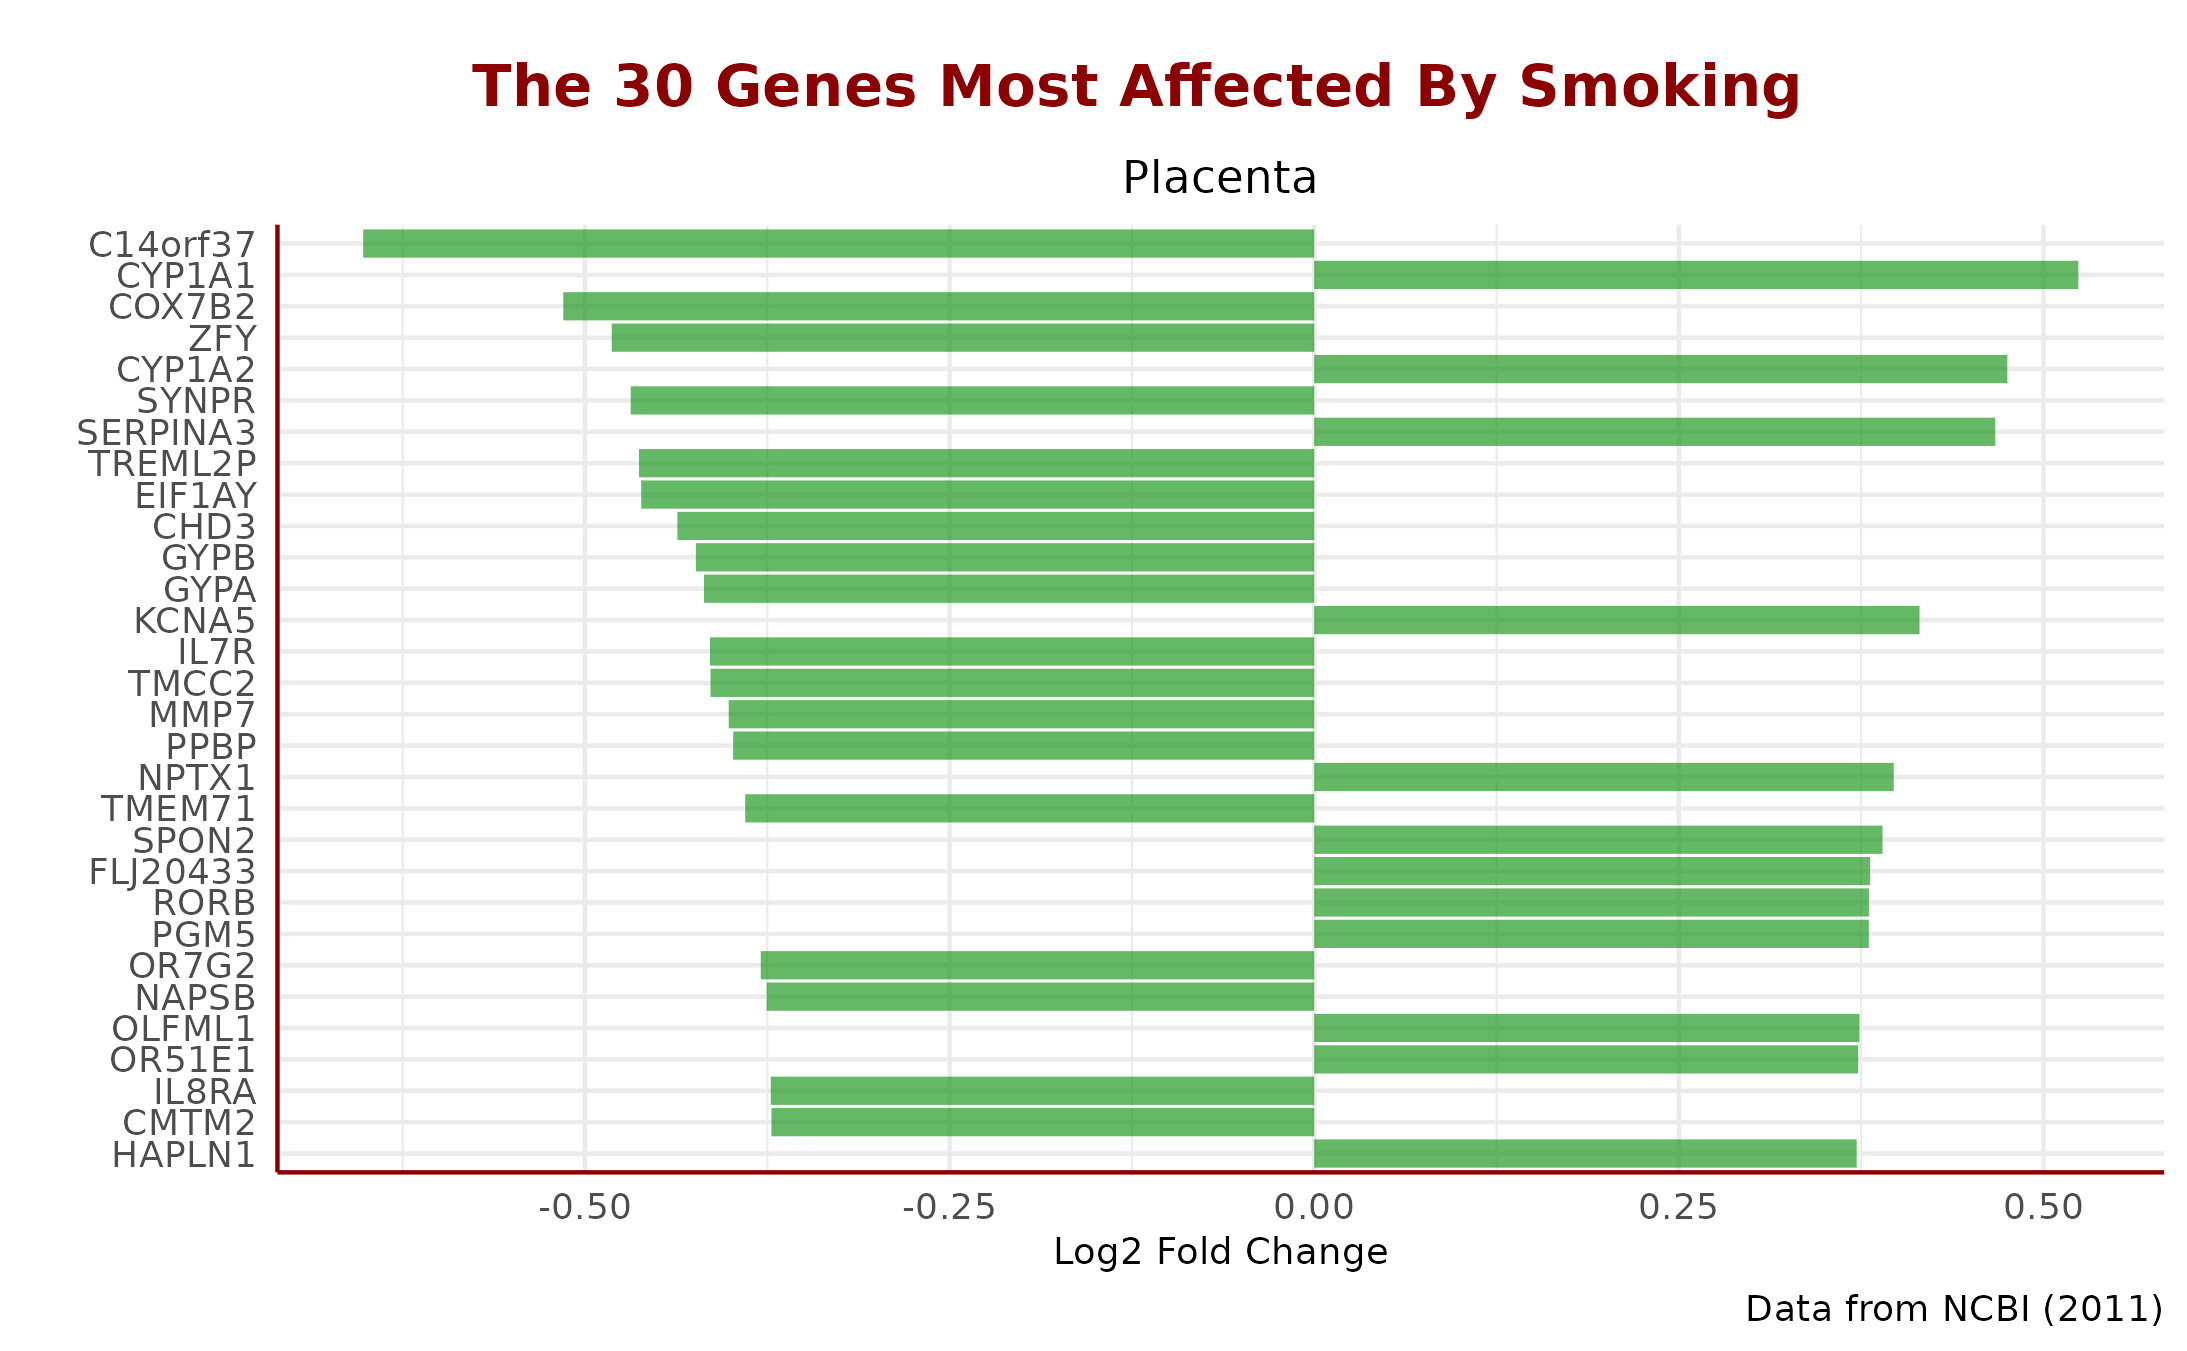 The 30 Genes Most Affected By Smoking
Placenta
C14orf37
CYP1A1
COX7B2
ZFY
CYP1A2
SYNPR
SERPINA3
TREML2P
EIF1AY
CHD3
GYPB
GYPA
KCNA5
IL7R
TMCC2
MMP7
PPBP
NPTX1
TMEM71
SPON2
FLJ20433
RORB
PGM5
OR7G2
NAPSB
OLFML1
OR51E1
IL8RA
CMTM2
HAPLN1
-0.50 -0.25 0.00 0.25 0.50
Log2 Fold Change
Data from NCBI (2011)